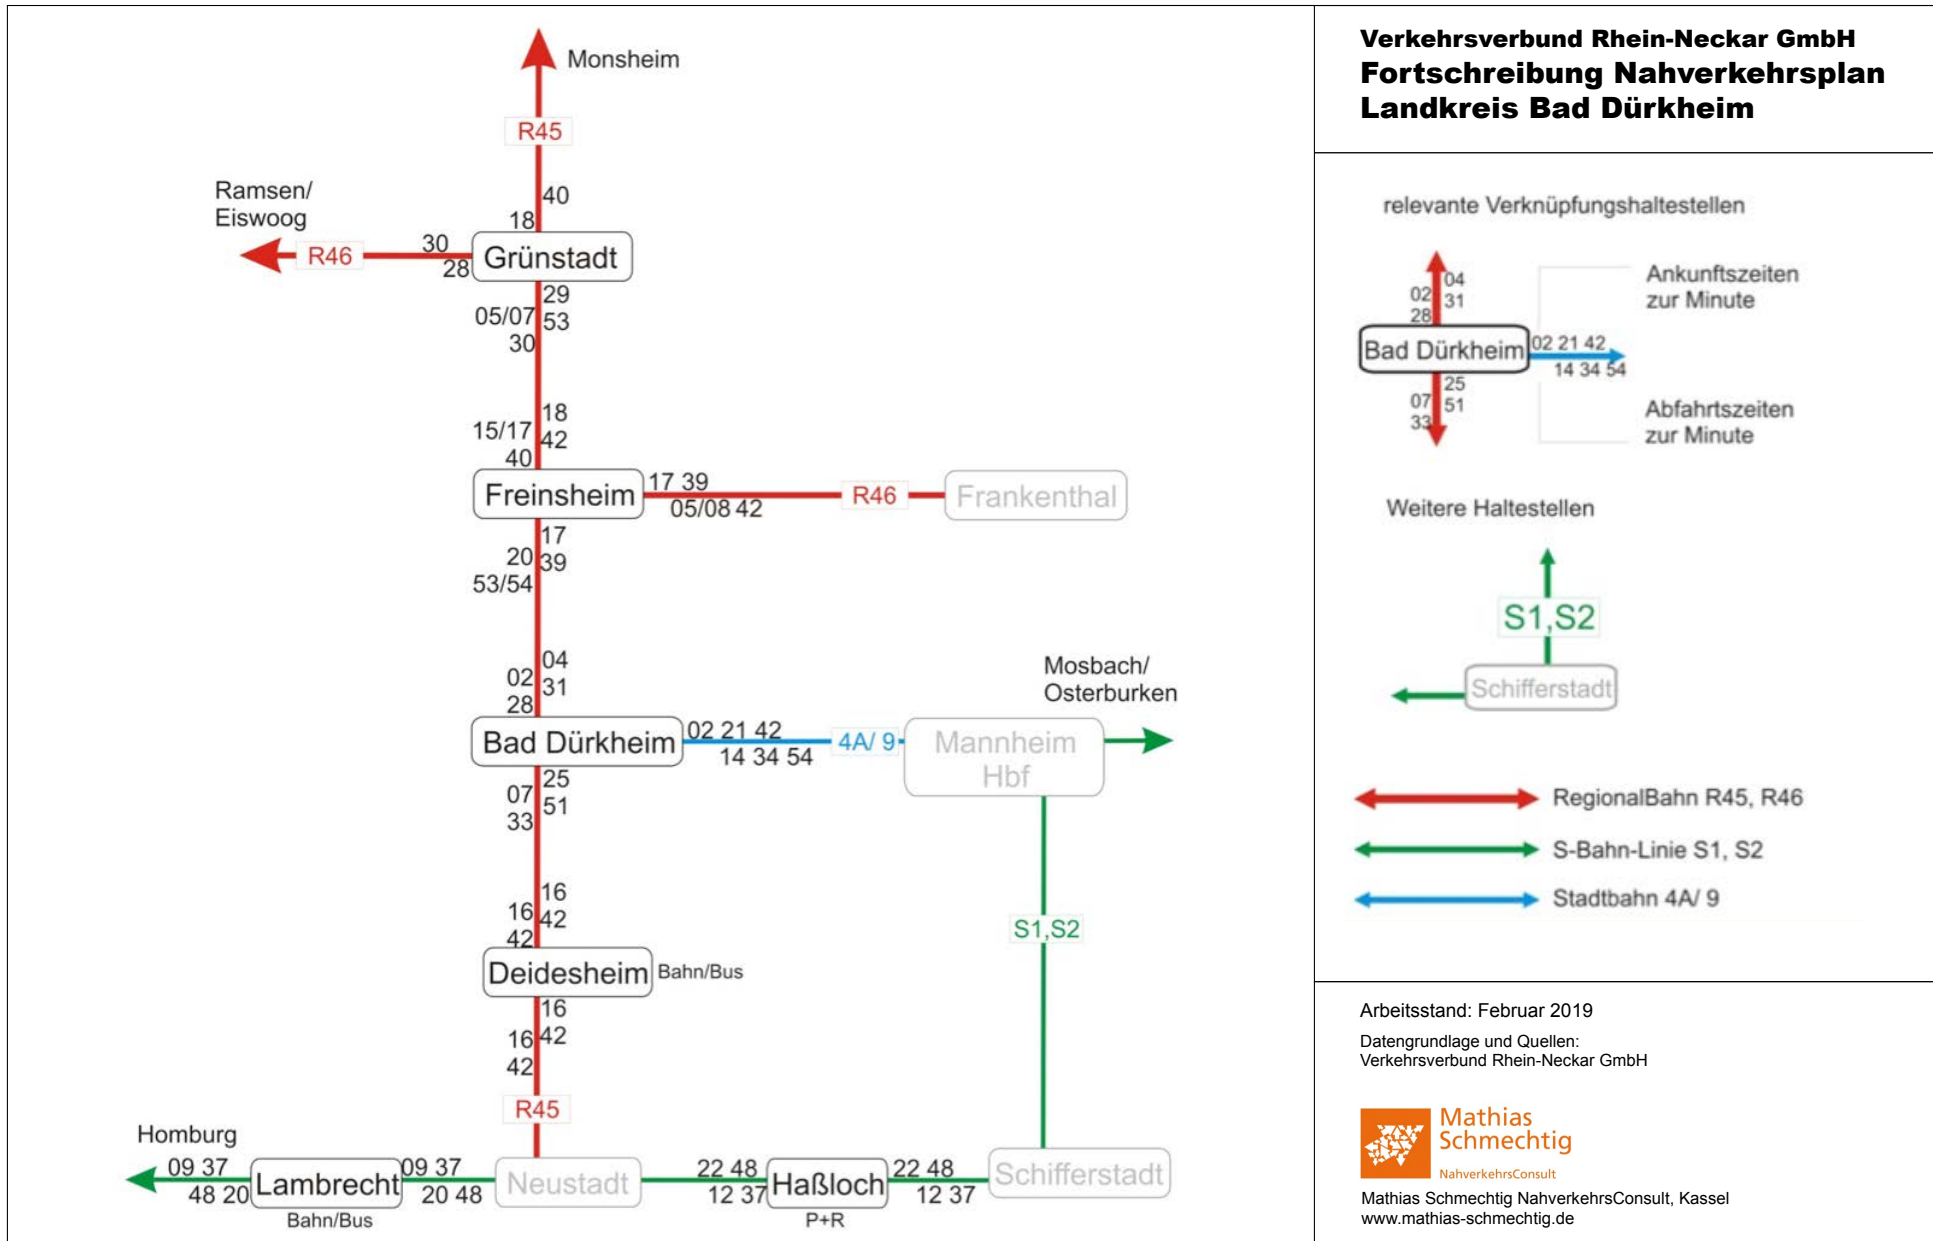 Monsheim
R45
Ramsen/
Eiswoog
40
18
R46
30
28
Grünstadt
29
05/07
53
30
18
15/17
42
40
Freinsheim
17 39
05/08 42
R46
Frankenthal
17
20
39
53/54
04
02
31
28
Mosbach/
Osterburken
Bad Dürkheim
02 21 42
14 34 54
4A/ 9
Mannheim
Hbf
25
07
51
33
16
16
42
42
S1,S2
Deidesheim
Bahn/Bus
16
16
42
42
R45
Homburg
09 37
48 20
Lambrecht
09 37
20 48
Bahn/Bus
Neustadt
22 48
12 37
Haßloch
22 48
12 37
P+R
Schifferstadt
Verkehrsverbund Rhein-Neckar GmbH
Fortschreibung Nahverkehrsplan
Landkreis Bad Dürkheim
relevante Verknüpfungshaltestellen
04
02
31
28
Ankunftszeiten
zur Minute
Bad Dürkheim
02 21 42
14 34 54
25
07
51
33
Abfahrtszeiten
zur Minute
Weitere Haltestellen
S1,S2
Schifferstadt
RegionalBahn R45, R46
S-Bahn-Linie S1, S2
Stadtbahn 4A/ 9
Arbeitsstand: Februar 2019
Datengrundlage und Quellen:
Verkehrsverbund Rhein-Neckar GmbH
Mathias
Schmechtig
NahverkehrsConsult
Mathias Schmechtig NahverkehrsConsult, Kassel
www.mathias-schmechtig.de